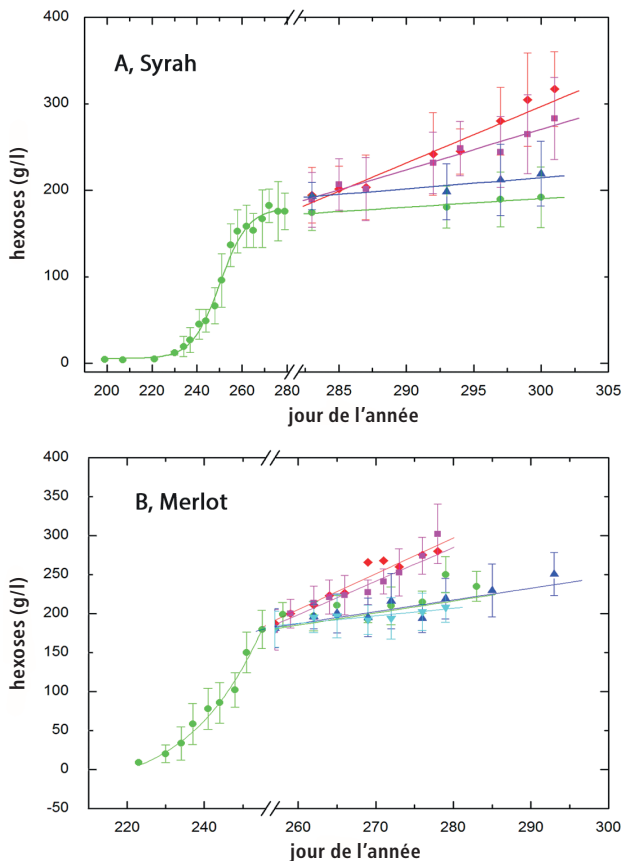 400
A, Syrah
300
hexoses (g/l)
200
100
0
200 220 240 260 280 285 290 295 300 305
jour de l'année
400
B, Merlot
350
300
250
hexoses (g/l)
200
150
100
50
0
-50
220 240 260 270 280 290 300
jour de l'année